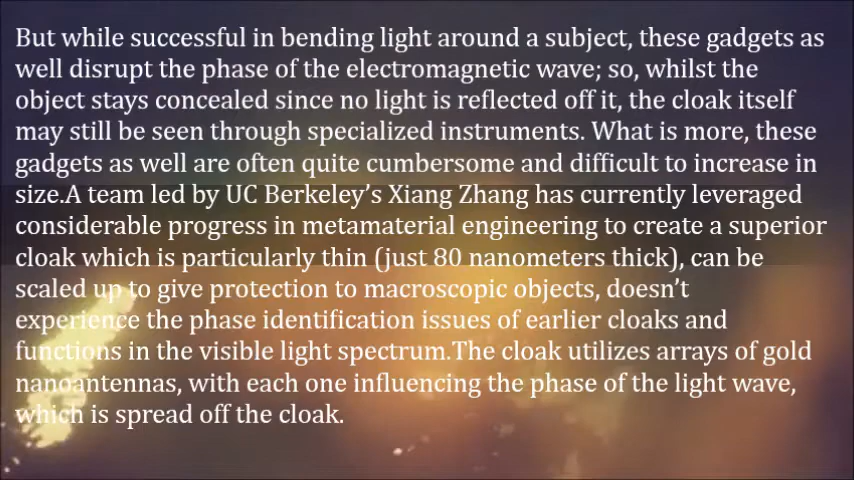 But while successful in bending light around a subject, these gadgets as
well disrupt the phase of the electromagnetic wave; so, whilst the
object stays concealed since no light is reflected off it, the cloak itself
may still be seen through specialized instruments. What is more, these
gadgets as well are often quite cumbersome and difficult to increase in
size.A team led by UC Berkeley’s Xiang Zhang has currently leveraged
considerable progress in metamaterial engineering to create a superior
cloak which is particularly thin (just 80 nanometers thick), can be
scaled up to give protection to macroscopic objects, doesn’t
experience the phase identification issues of earlier cloaks and
functions in the visible light spectrum.The cloak utilizes arrays of gold
nanoantennas, with each one influencing the phase of the light wave,
which is spread off the cloak.